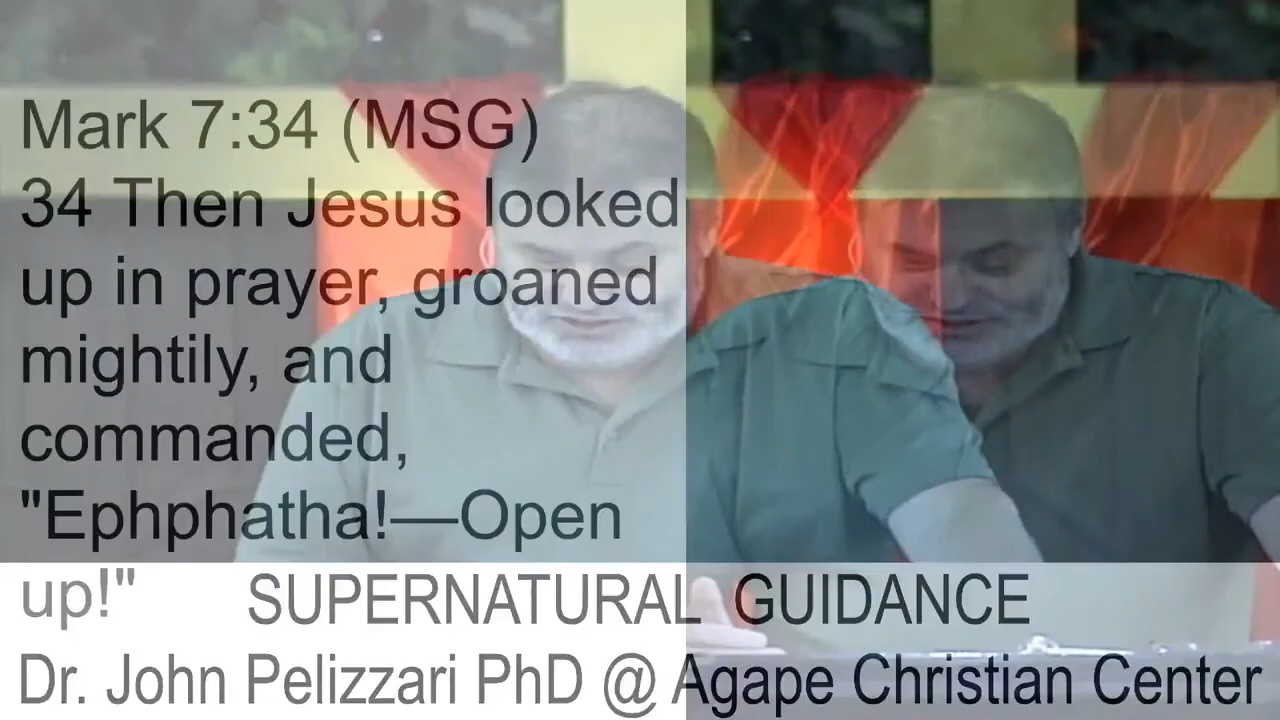 Mark 7:34 (MSG)
34 Then Jesus looked
up in prayer, groaned
mightily, and
commanded,
"Ephphatha!—Open
up!"
SUPERNATURAL GUIDANCE
Dr. John Pelizzari PhD @ Agape Christian Center